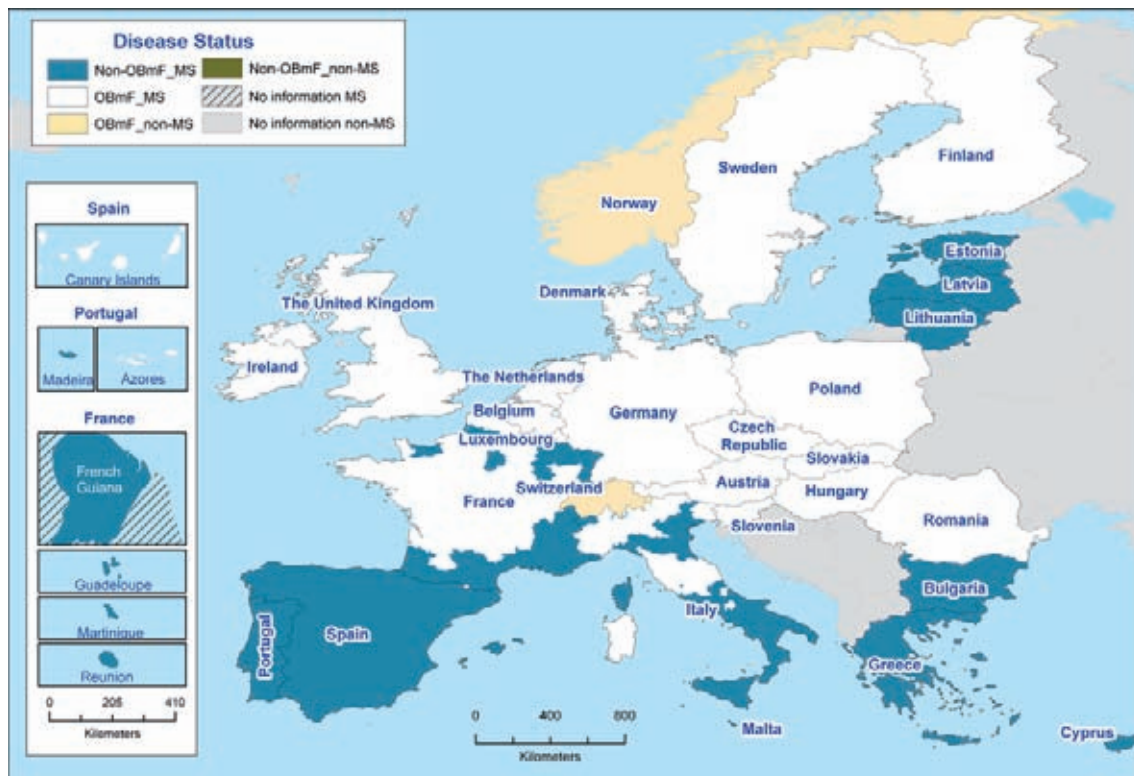 Disease Status
Non-OBmF_MS
Non-OBmF_non-MS
OBmF_MS
No information MS
OBmF_non-MS
No information non-MS
Spain
Canary Islands
Portugal
Madeira
Azores
France
French
Guiana
Guadeloupe
Martinique
Reunion
0 205 410
Kilometers
Finland
Sweden
Norway
Estonia
Latvia
Lithuania
Denmark
The United Kingdom
Ireland
The Netherlands
Poland
Belgium
Germany
Czech
Republic
Luxembourg
Slovakia
Switzerland
Austria
Hungary
France
Slovenia
Romania
Bulgaria
Italy
Portugal
Spain
Greece
Malta
Cyprus
0 400 800
Kilometers